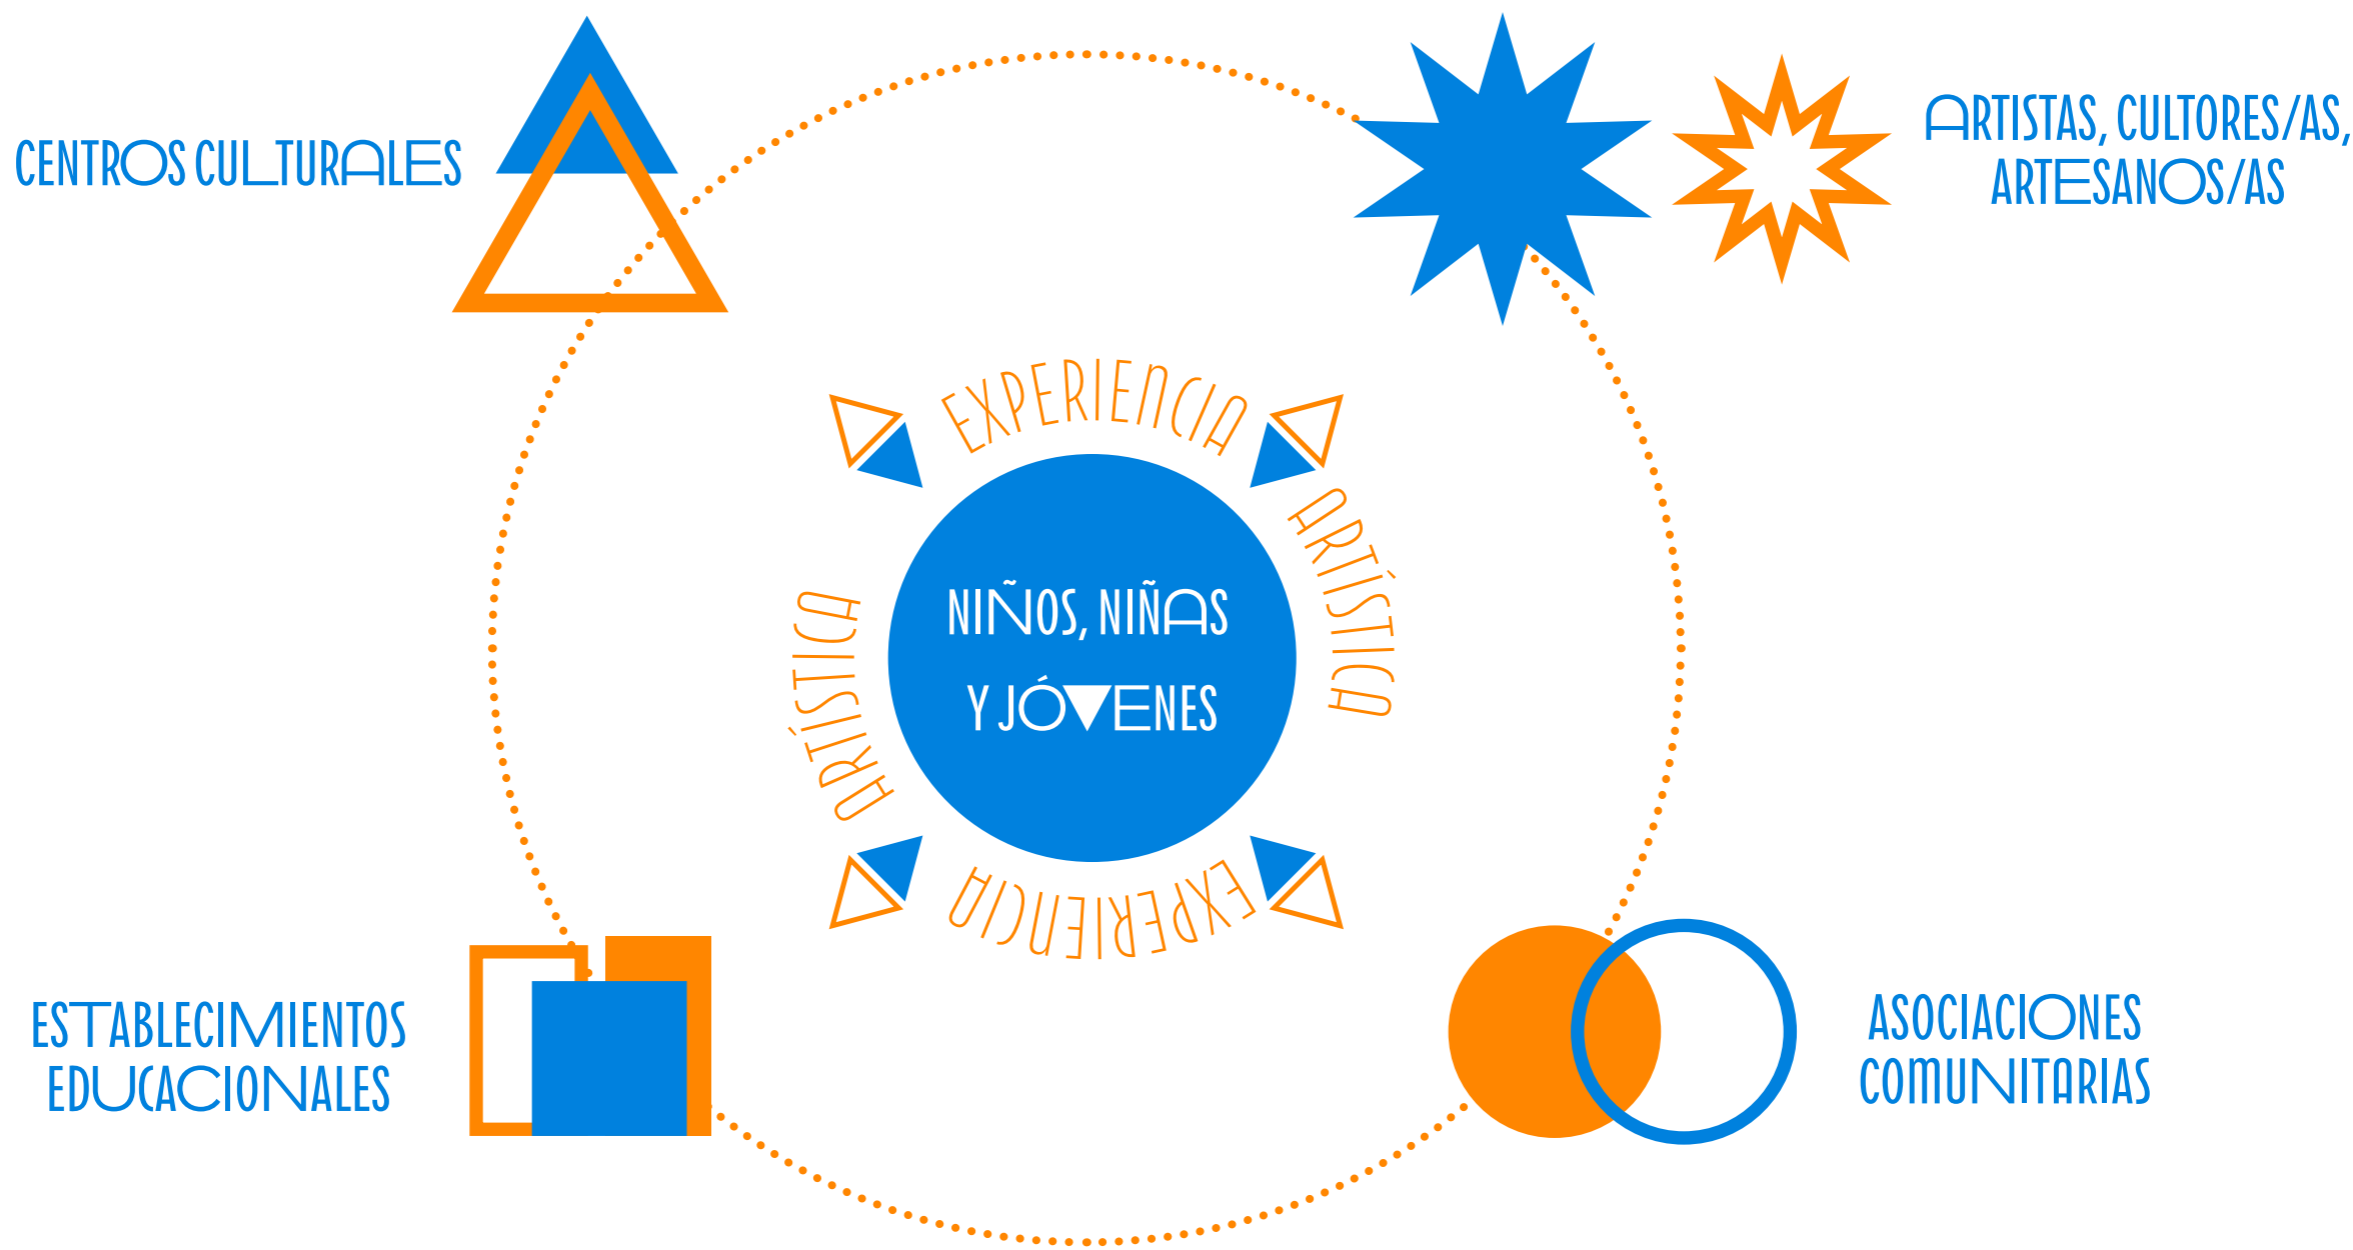 CENTROS CULTURALES
ARTISTAS, CULTORES/AS,
ARTESANOS/AS
EXPERIENCIA
ARTÍSTICA
NIÑOS, NIÑAS
Y JÓVENES
EXPERIENCIA
ARTÍSTICA
ESTABLECIMIENTOS
EDUCACIONALES
ASOCIACIONES
COMUNITARIAS